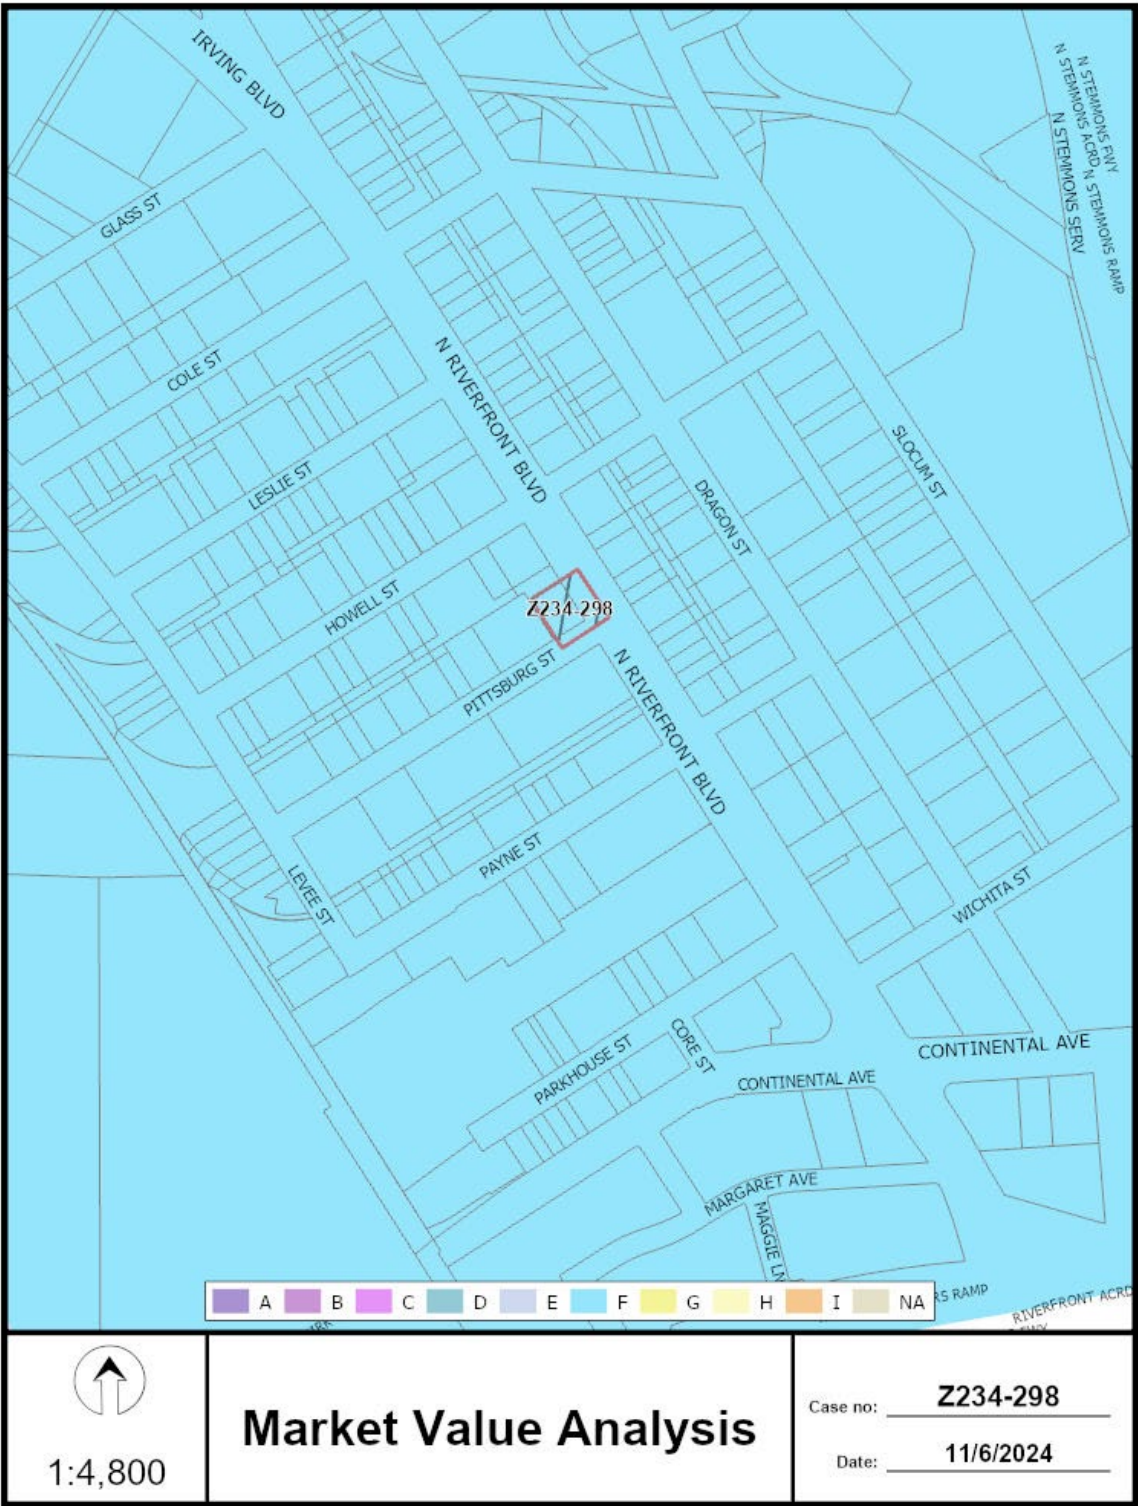 IRVING BLVD
N STEMMONS FWY
N STEMMONS ACRD
N STEMMONS SERV
N STEMMONS RAMP
GLASS ST
COLE ST
N RIVERFRONT BLVD
LESLIE ST
SLOCUM ST
DRAGON ST
HOWELL ST
Z234-298
PITTSBURG ST
N RIVERFRONT BLVD
PAYNE ST
LEVEE ST
WICHITA ST
CORE ST
PARKHOUSE ST
CONTINENTAL AVE
CONTINENTAL AVE
MARGARET AVE
MAGGIE LN
A B C D E F G H I NA
RS RAMP
RIVERFRONT ACRD
1:4,800
Market Value Analysis
Case no: Z234-298
Date: 11/6/2024